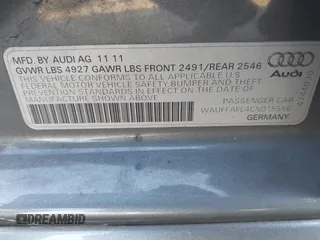 MFD. BY AUDI AG 11 11
GVWR LBS 4927 GAWR LBS FRONT 2491/REAR 2546
THIS VEHICLE CONFORMS TO ALL APPLICABLE U.S.
FEDERAL MOTOR VEHICLE SAFETY, BUMPER, AND
THEFT PREVENTION STANDARDS IN EFFECT ON THE
DATE OF MANUFACTURE SHOWN ABOVE.
PASSENGER CAR
Audi
DREAMBID